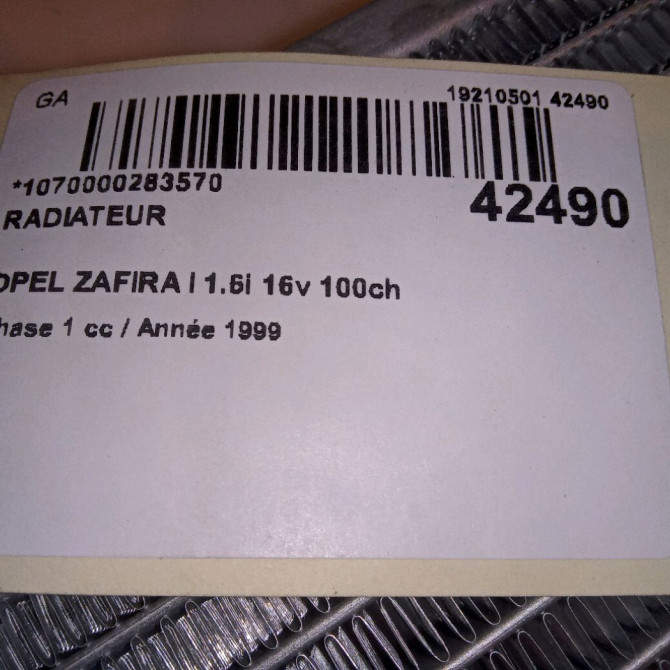 GA
19210501 42490
*1070000283570
42490
RADIATEUR
OPEL ZAFIRA I 1.6i 16v 100ch
hase 1 cc / Année 1999